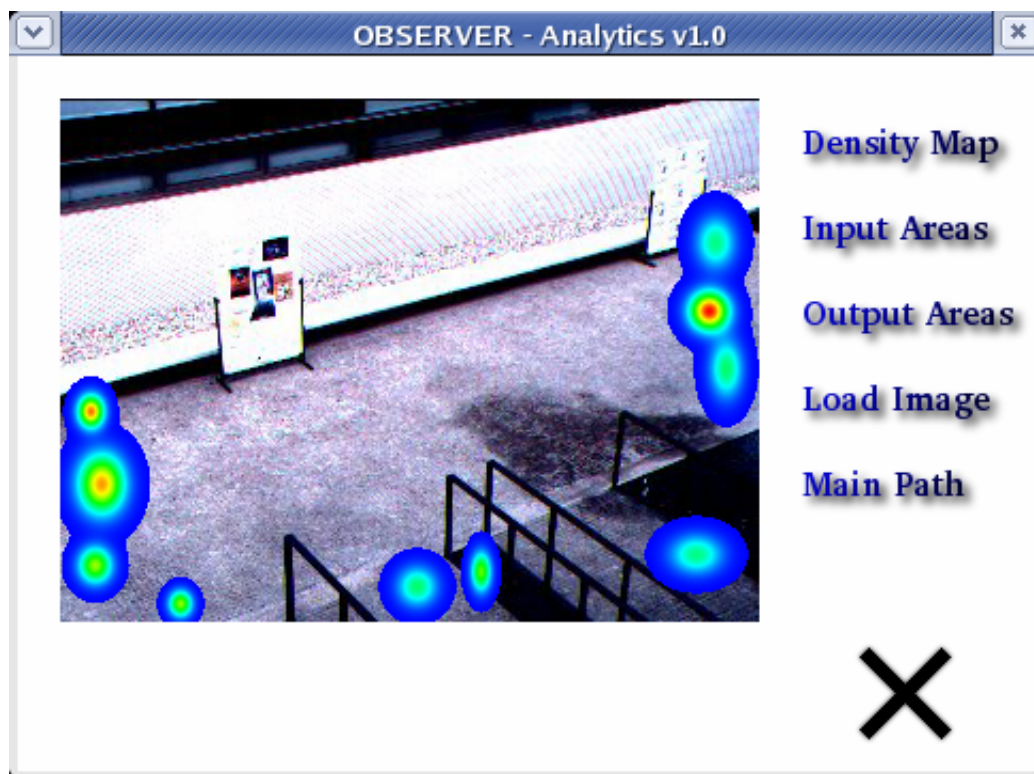 OBSERVER - Analytics v1.0
Density Map
Input Areas
Output Areas
Load Image
Main Path